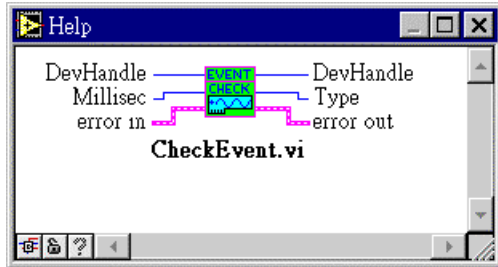 Help
DevHandle EVENT DevHandle
Millisec CHECK Type
error in error out
CheckEvent.vi
?